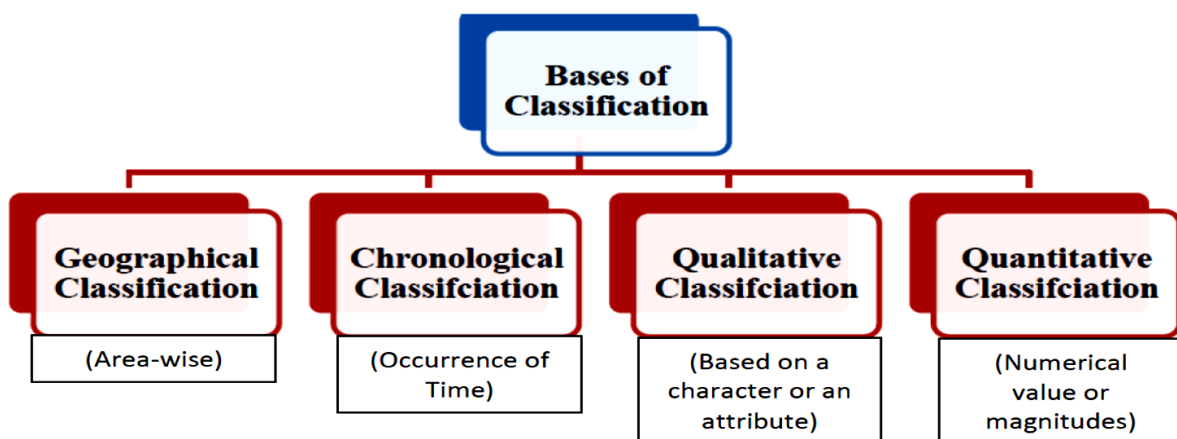 Bases of
Classification
Geographical
Classification
(Area-wise)
Chronological
Classifciation
(Occurrence of
Time)
Qualitative
Classifciation
(Based on a
character or an
attribute)
Quantitative
Classifciation
(Numerical
value or
magnitudes)